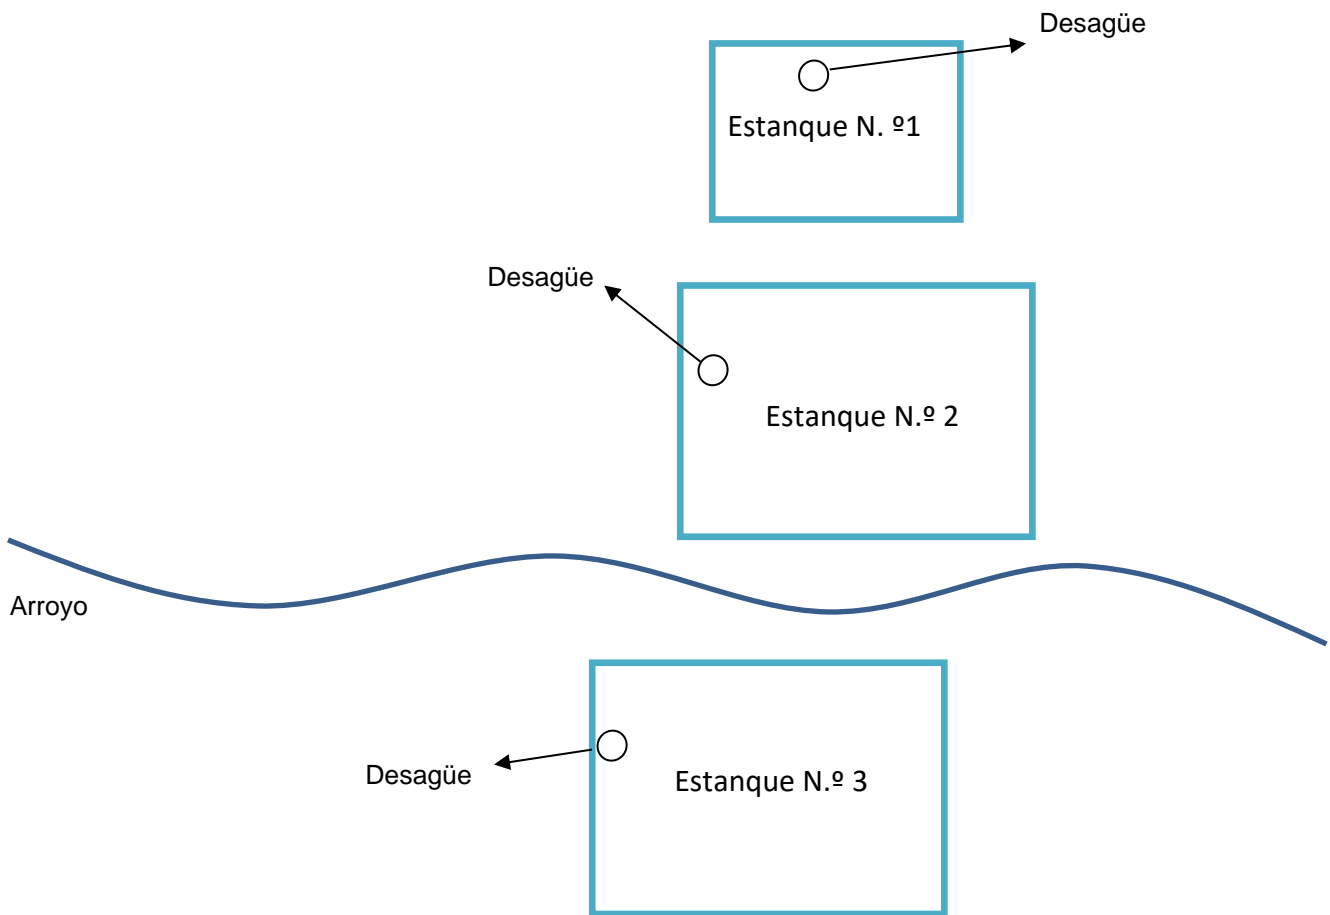 Desagüe
Estanque N. º1
Desagüe
Estanque N.º 2
Arroyo
Desagüe
Estanque N.º 3